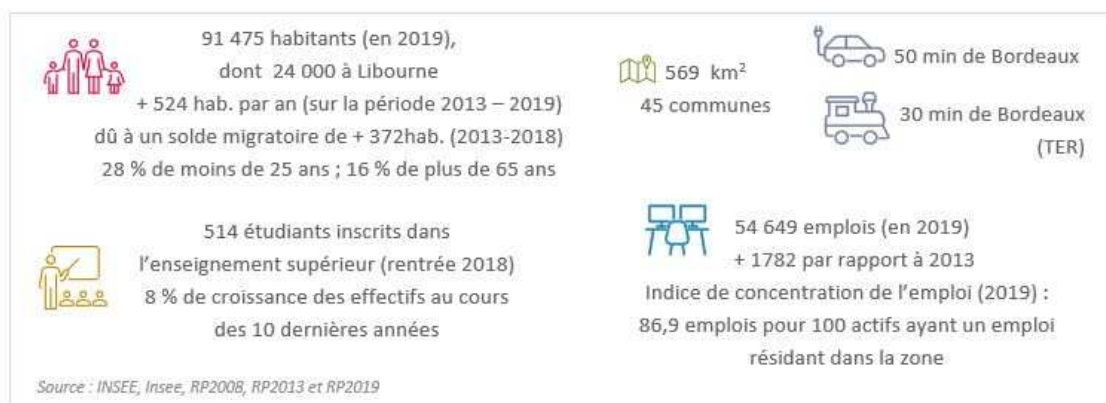 91 475 habitants (en 2019),
dont 24 000 à Libourne
+ 524 hab. par an (sur la période 2013 – 2019)
dû à un solde migratoire de + 372hab. (2013-2018)
28 % de moins de 25 ans ; 16 % de plus de 65 ans
569 km²
45 communes
50 min de Bordeaux
30 min de Bordeaux
(TER)
514 étudiants inscrits dans
l’enseignement supérieur (rentrée 2018)
8 % de croissance des effectifs au cours
des 10 dernières années
54 649 emplois (en 2019)
+ 1782 par rapport à 2013
Indice de concentration de l’emploi (2019) :
86,9 emplois pour 100 actifs ayant un emploi
résidant dans la zone
Source : INSEE, Insee, RP2008, RP2013 et RP2019